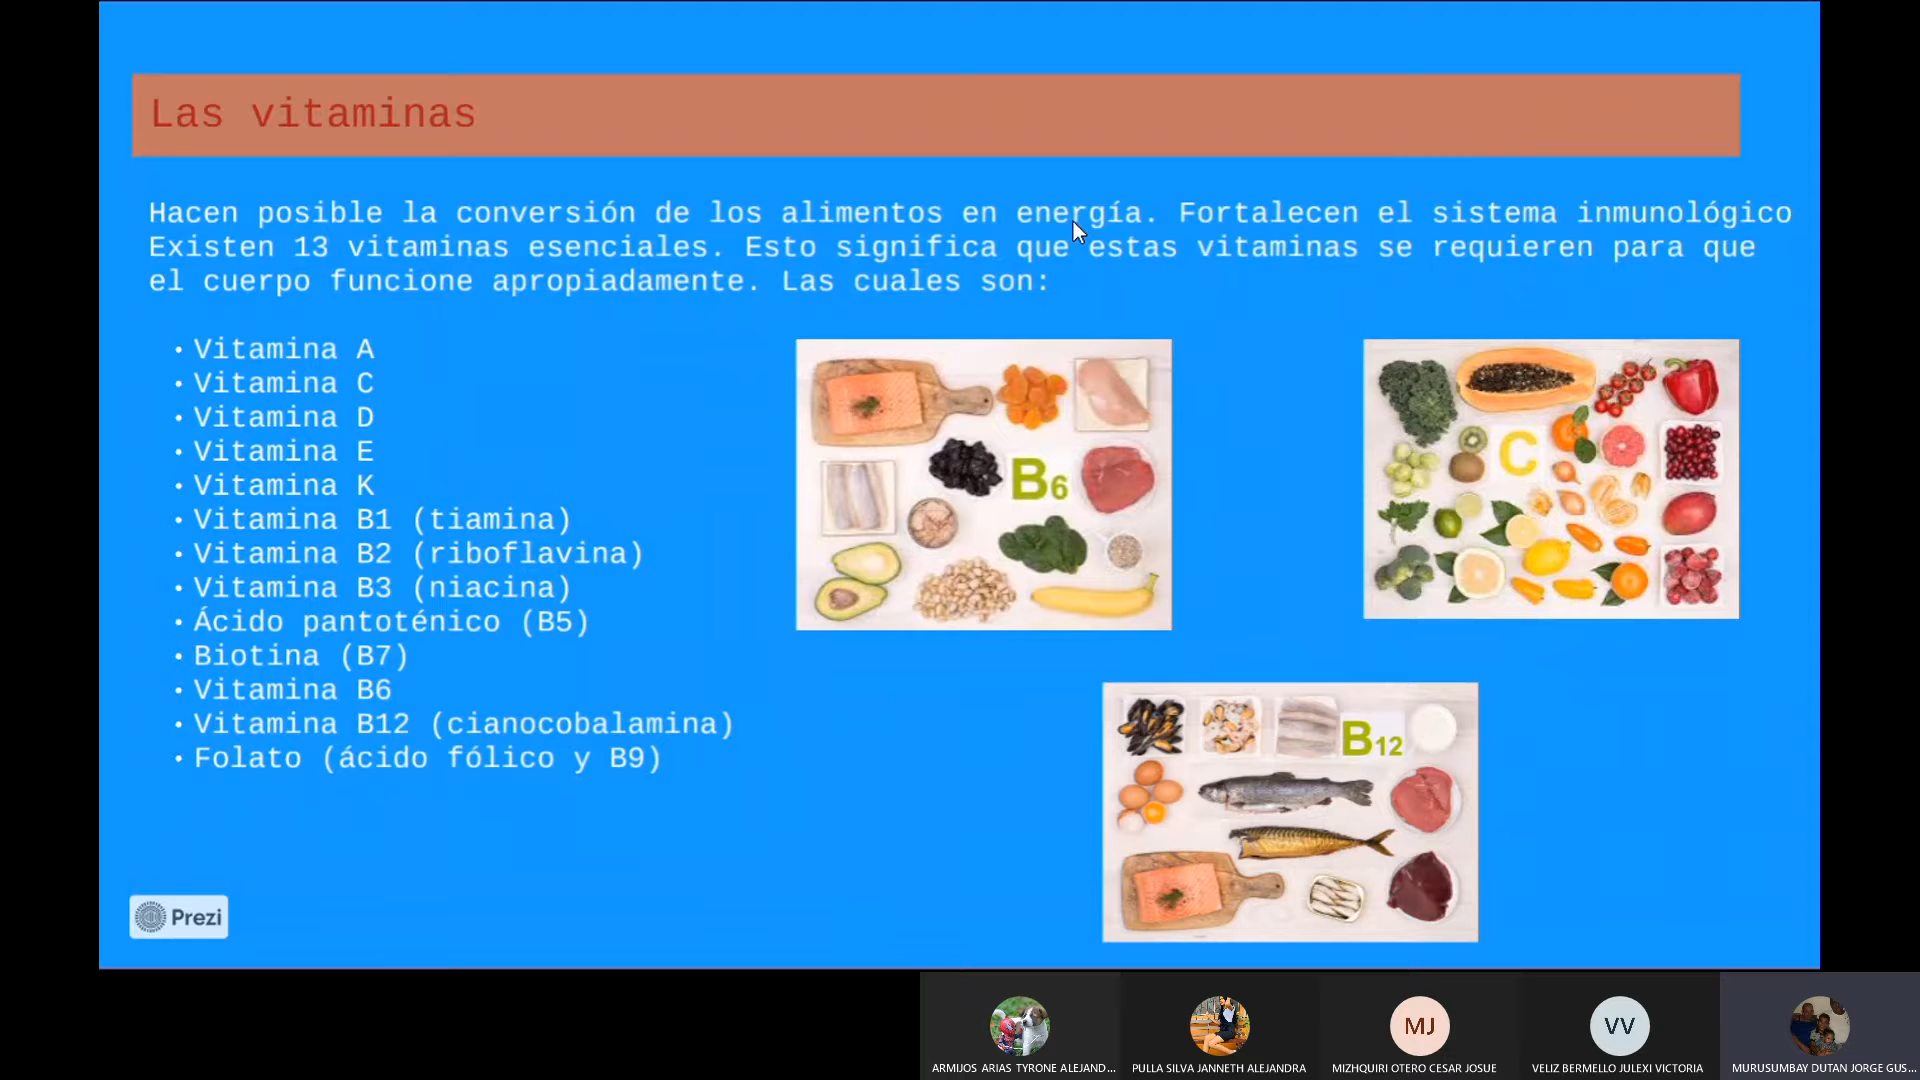 Las vitaminas
Hacen posible la conversión de los alimentos en energía. Fortalecen el sistema inmunológico
Existen 13 vitaminas esenciales. Esto significa que estas vitaminas se requieren para que
el cuerpo funcione apropiadamente. Las cuales son:
• Vitamina A
• Vitamina C
• Vitamina D
• Vitamina E
• Vitamina K
• Vitamina B1 (tiamina)
• Vitamina B2 (riboflavina)
• Vitamina B3 (niacina)
• Ácido pantoténico (B5)
• Biotina (B7)
• Vitamina B6
• Vitamina B12 (cianocobalamina)
• Folato (ácido fólico y B9)
B6
C
B12
Prezi
MJ
VV
ARMIJOS ARIAS TYRONE ALEJAND...
PULLA SILVA JANNETH ALEJANDRA
MIZHQUIRI OTERO CESAR JOSUE
VELIZ BERMELLO JULEXI VICTORIA
MURUSUMBAY DUTAN JORGE GUS...